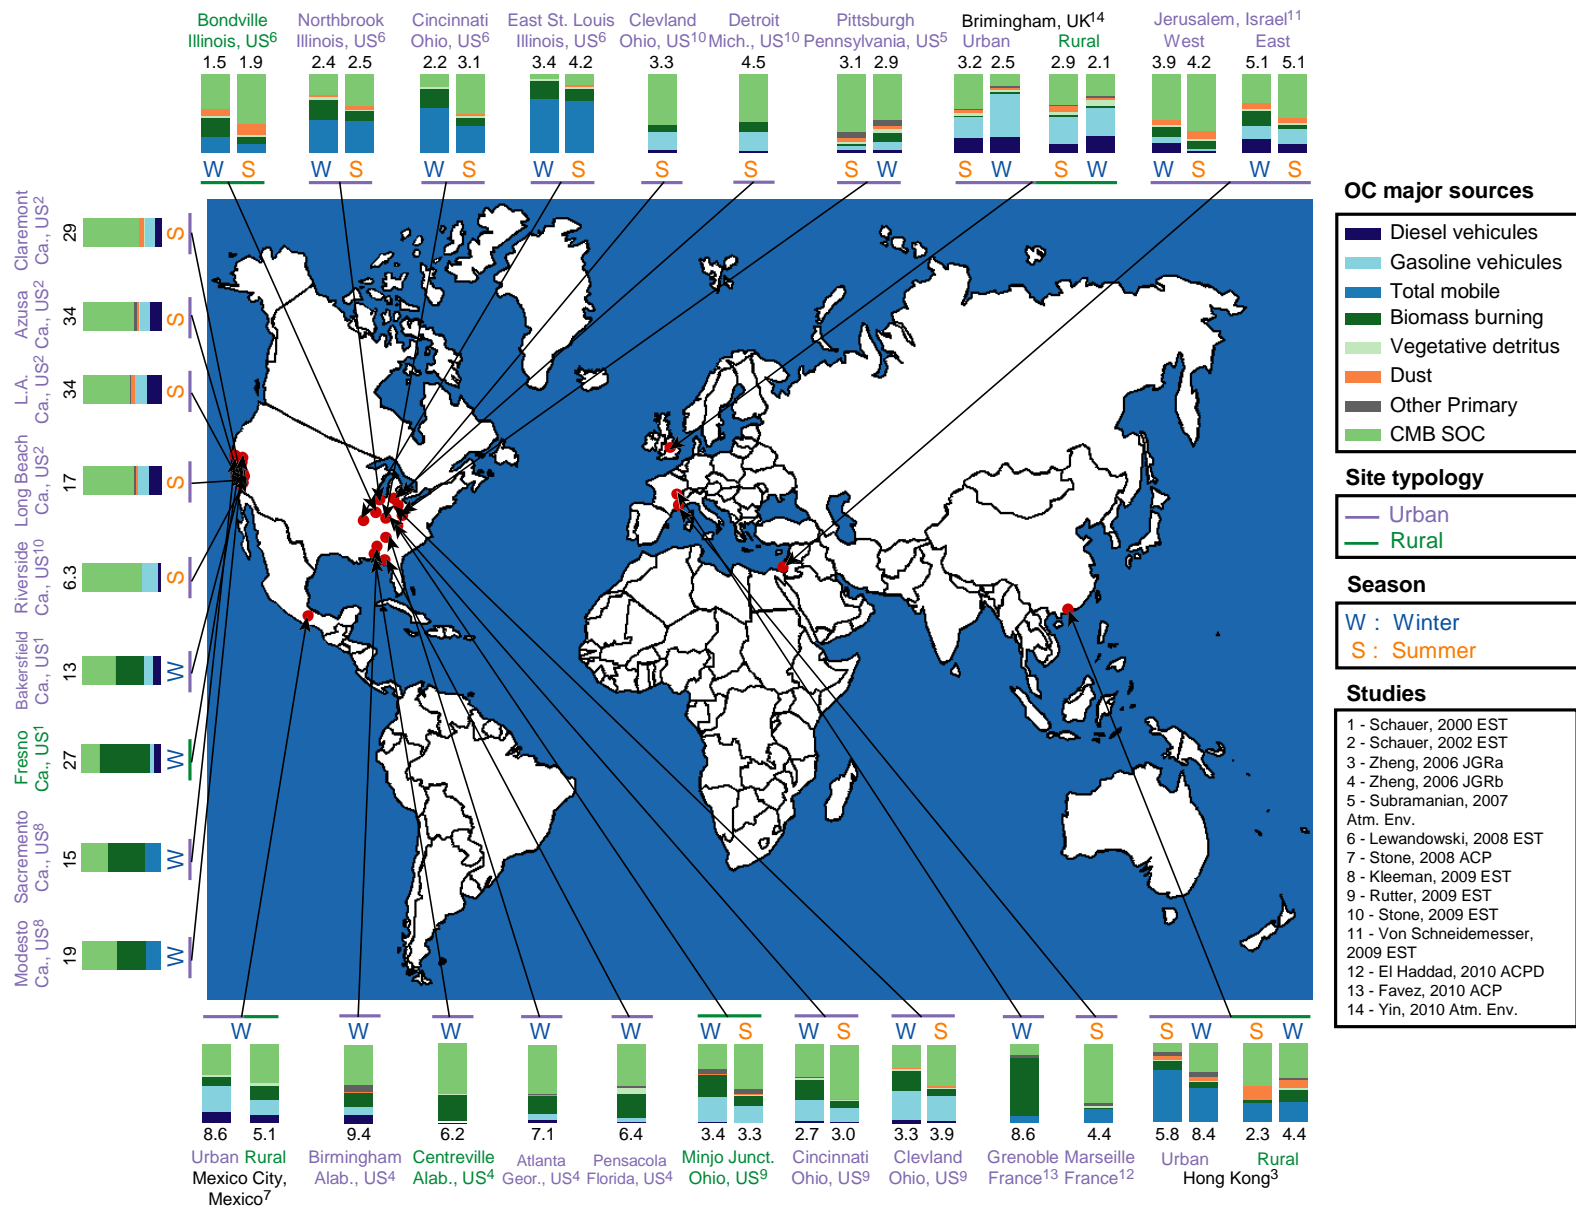 Bondville
Illinois, US6
1.5 1.9
W S
Northbrook
Illinois, US6
2.4 2.5
W S
Cincinnati
Ohio, US6
2.2 3.1
W S
East St. Louis
Illinois, US6
3.4 4.2
W S
Clevland
Ohio, US10
3.3
S
Detroit
Mich., US10
4.5
S
Pittsburgh
Pennsylvania, US5
3.1 2.9
S W
Brimingham, UK14
Urban Rural
3.2 2.5 2.9 2.1
S W S W
Jerusalem, Israel11
West East
3.9 4.2 5.1 5.1
W S W S
Claremont
Ca., US2
29
S
Azusa
Ca., US2
34
S
L.A.
Ca., US2
34
S
Long Beach
Ca., US2
17
S
Riverside
Ca., US10
6.3
S
Bakersfield
Ca., US1
13
W
Fresno
Ca., US1
27
W
Sacremento
Ca., US8
15
W
Modesto
Ca., US8
19
W
OC major sources
Diesel vehicules
Gasoline vehicules
Total mobile
Biomass burning
Vegetative detritus
Dust
Other Primary
CMB SOC
Site typology
Urban
Rural
Season
W : Winter
S : Summer
Studies
1 - Schauer, 2000 EST
2 - Schauer, 2002 EST
3 - Zheng, 2006 JGRa
4 - Zheng, 2006 JGRb
5 - Subramanian, 2007
Atm. Env.
6 - Lewandowski, 2008 EST
7 - Stone, 2008 ACP
8 - Kleeman, 2009 EST
9 - Rutter, 2009 EST
10 - Stone, 2009 EST
11 - Von Schneidemesser,
2009 EST
12 - El Haddad, 2010 ACPD
13 - Favez, 2010 ACP
14 - Yin, 2010 Atm. Env.
W
8.6 5.1
Urban Rural
Mexico City,
Mexico7
W
9.4
Birmingham
Alab., US4
W
6.2
Centreville
Alab., US4
W
7.1
Atlanta
Geor., US4
W
6.4
Pensacola
Florida, US4
W S
3.4 3.3
Minjo Junct.
Ohio, US9
W S
2.7 3.0
Cincinnati
Ohio, US9
W S
3.3 3.9
Clevland
Ohio, US9
W
8.6
Grenoble
France13
S
4.4
Marseille
France12
S W S W
5.8 8.4 2.3 4.4
Urban Rural
Hong Kong3